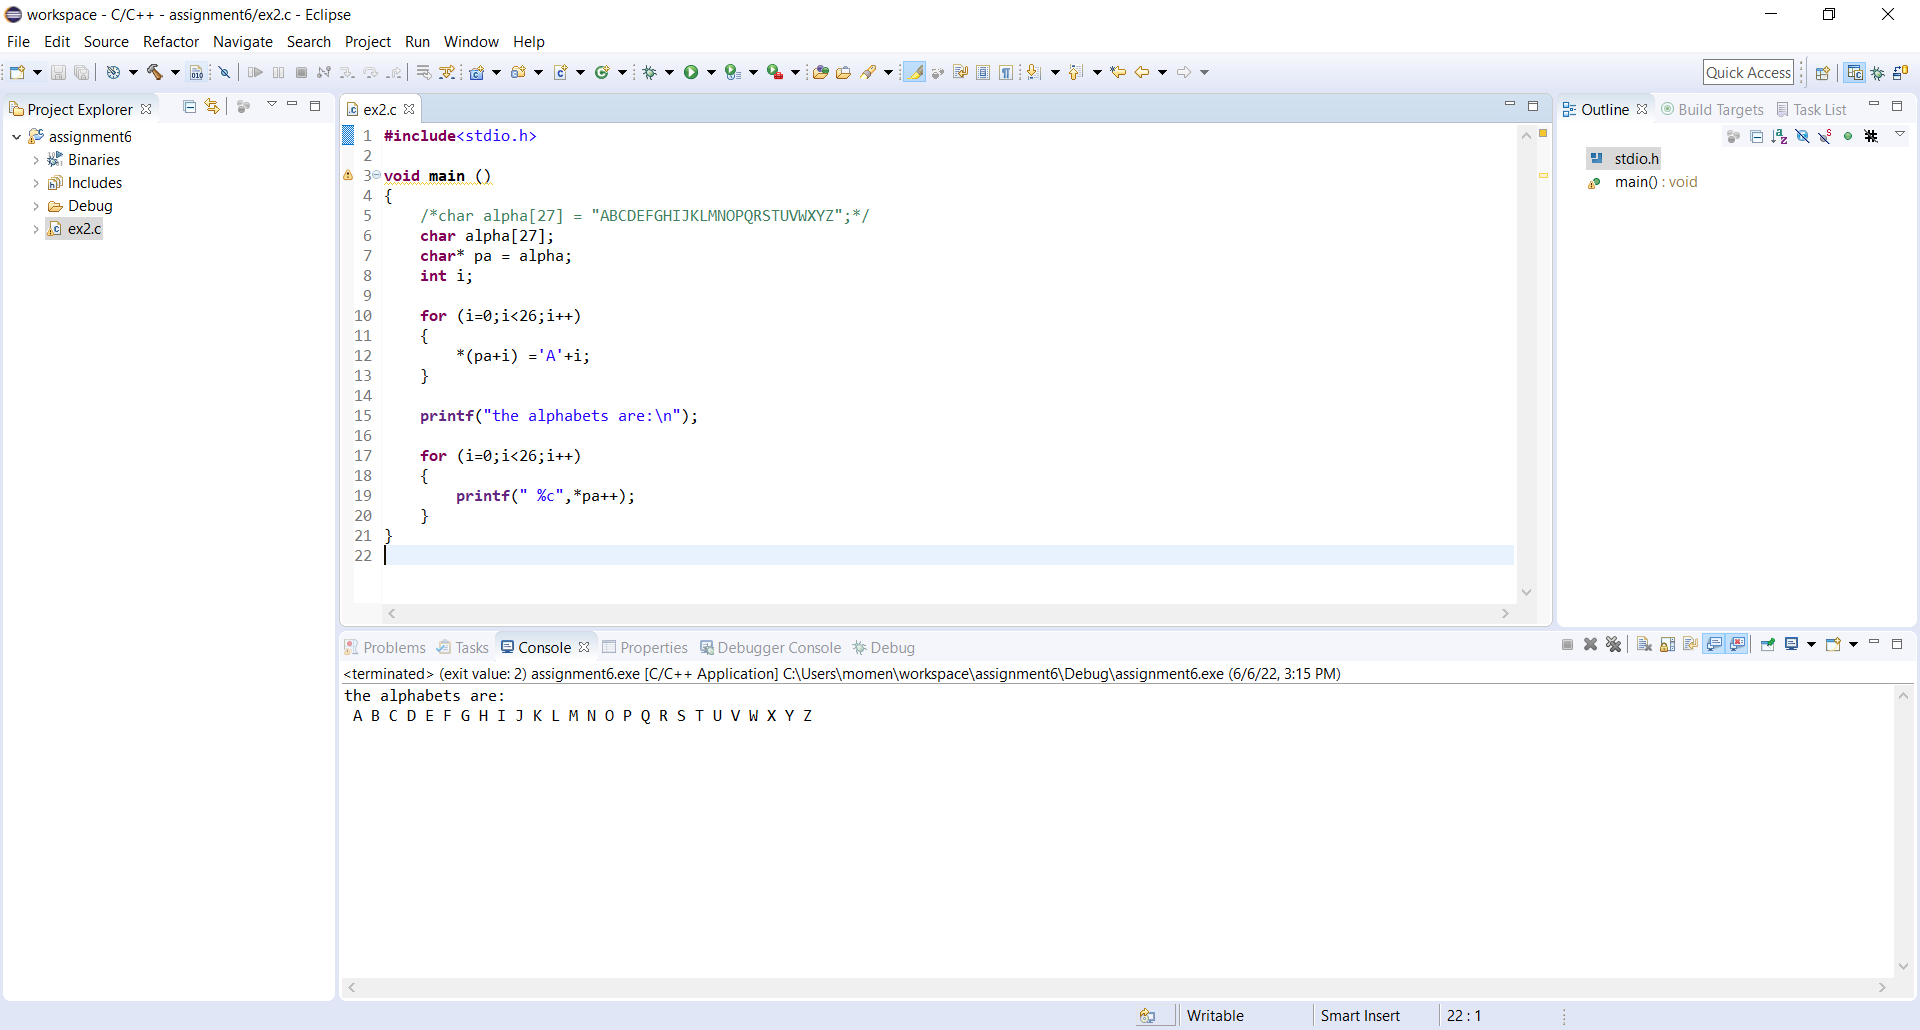 workspace - C/C++ - assignment6/ex2.c - Eclipse
File Edit Source Refactor Navigate Search Project Run Window Help
Quick Access
Project Explorer
assignment6
Binaries
Includes
Debug
ex2.c
ex2.c
1 #include<stdio.h>
2
3 void main ()
4 {
5     /*char alpha[27] = "ABCDEFGHIJKLMNOPQRSTUVWXYZ";*/
6     char alpha[27];
7     char* pa = alpha;
8     int i;
9
10     for (i=0;i<26;i++)
11     {
12         *(pa+i) ='A'+i;
13     }
14
15     printf("the alphabets are:\n");
16
17     for (i=0;i<26;i++)
18     {
19         printf(" %c",*pa++);
20     }
21 }
22
Outline Build Targets Task List
stdio.h
main() : void
Problems Tasks Console Properties Debugger Console Debug
<terminated> (exit value: 2) assignment6.exe [C/C++ Application] C:\Users\momen\workspace\assignment6\Debug\assignment6.exe (6/6/22, 3:15 PM)
the alphabets are:
 A B C D E F G H I J K L M N O P Q R S T U V W X Y Z
Writable Smart Insert 22 : 1